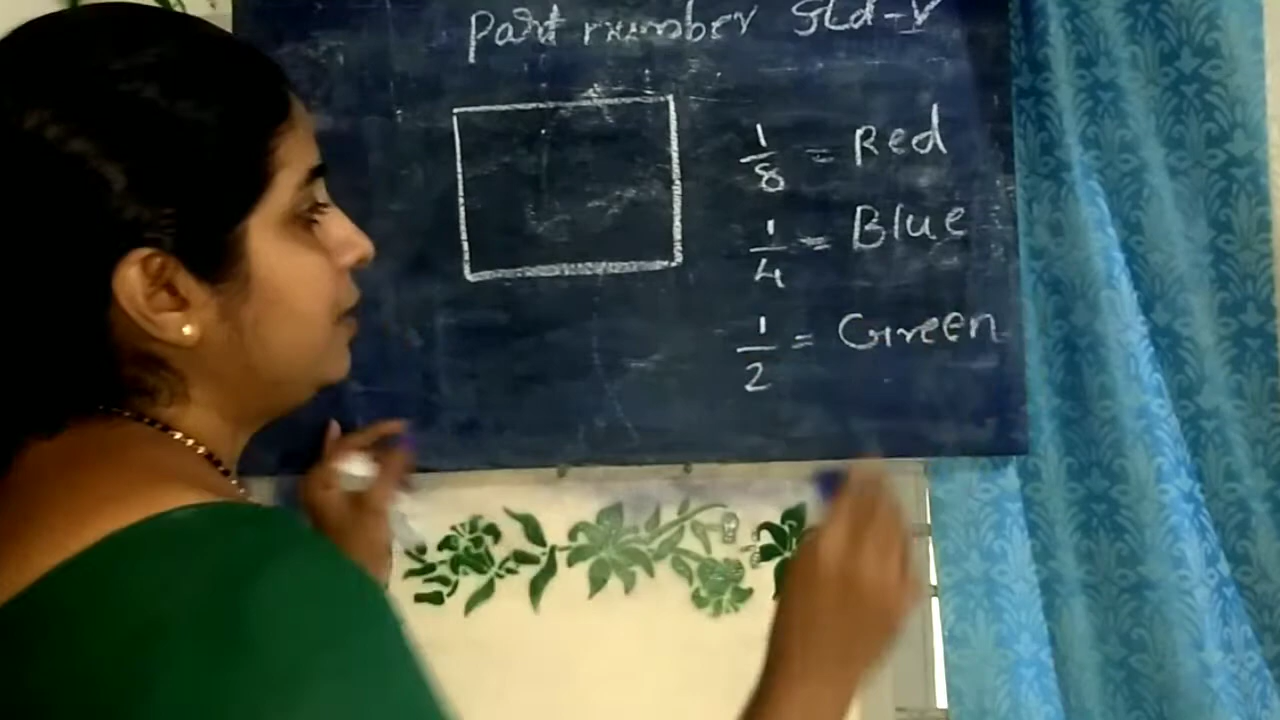 Part number Std-V
1/8 = Red
1/4 = Blue
1/2 = Green